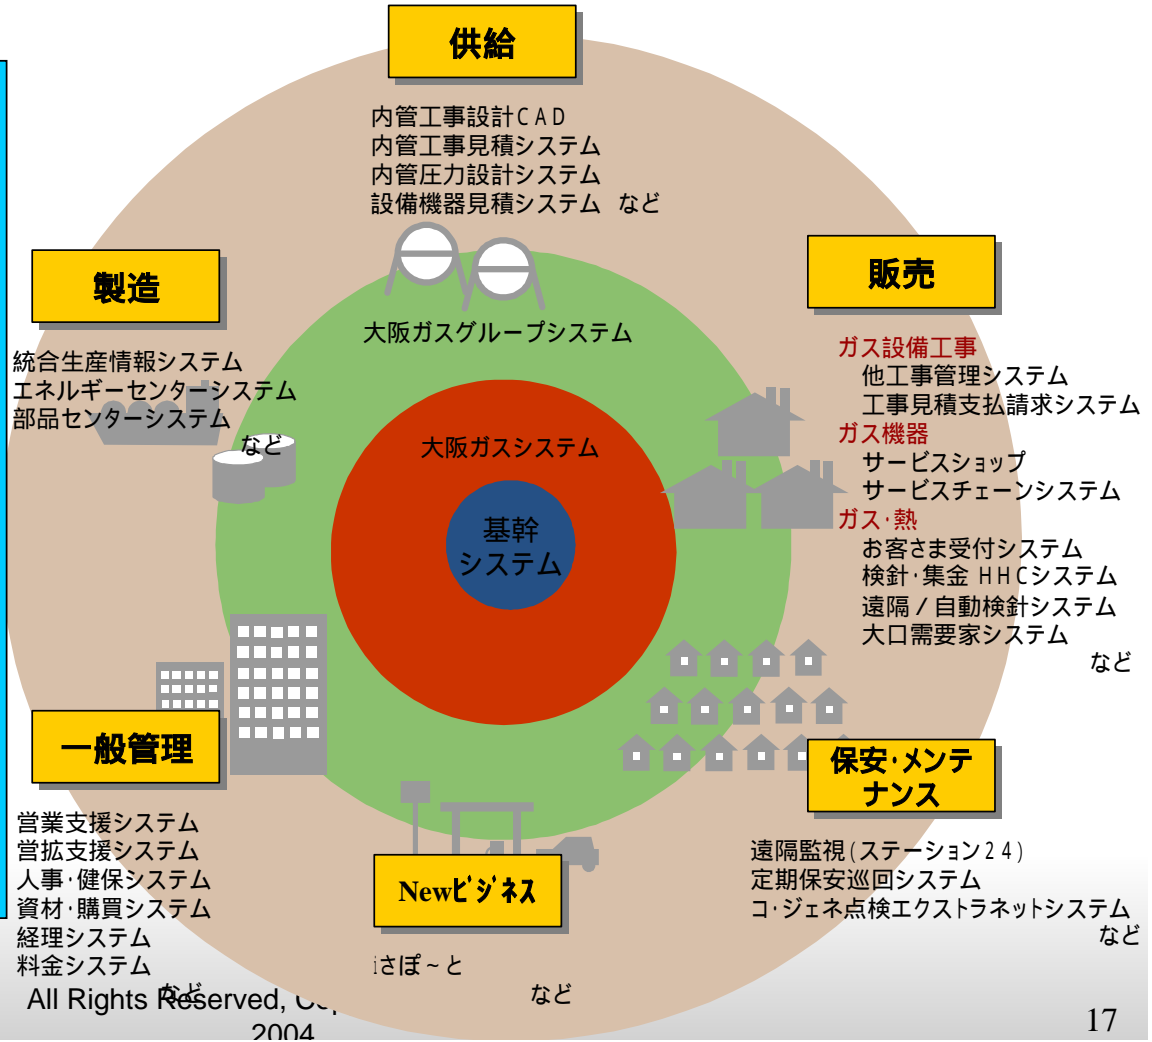 供給
内管工事設計CAD
内管工事見積システム
内管圧力設計システム
設備機器見積システム など
製造
統合生産情報システム
エネルギーセンターシステム
部品センターシステム
など
販売
ガス設備工事
他工事管理システム
工事見積支払請求システム
ガス機器
サービスショップ
サービスチェーンシステム
ガス・熱
お客さま受付システム
検針・集金 HHCシステム
遠隔/自動検針システム
大口需要家システム
など
大阪ガスグループシステム
大阪ガスシステム
基幹
システム
一般管理
営業支援システム
営拡支援システム
人事・健保システム
資材・購買システム
経理システム
料金システム
など
Newビジネス
iさぽ~と
など
保安・メンテ
ナンス
遠隔監視(ステーション24)
定期保安巡回システム
コ・ジェネ点検エクストラネットシステム
など
All Rights Reserved,
2004
17